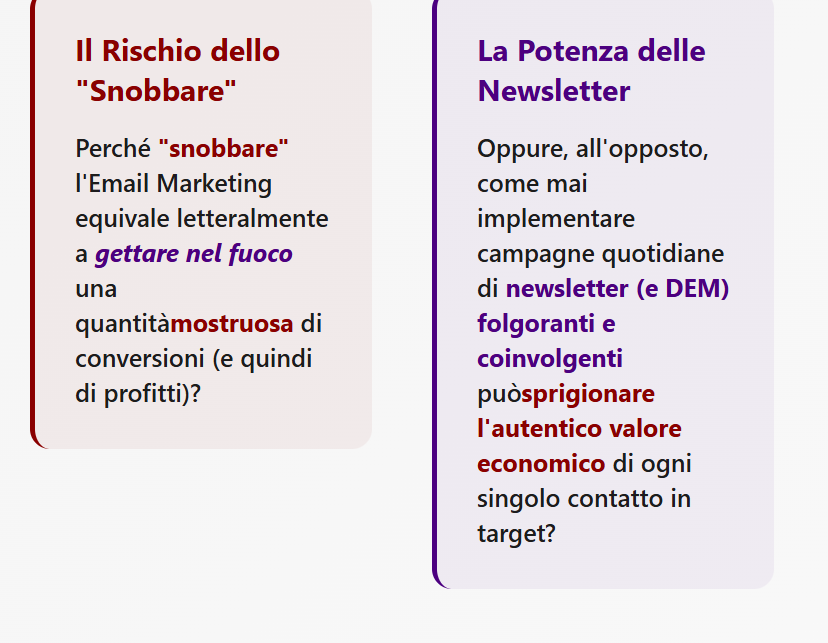 Il Rischio dello
"Snobbare"
Perché "snobbare"
l'Email Marketing
equivale letteralmente
a gettare nel fuoco
una
quantitàmostruosa di
conversioni (e quindi
di profitti)?
La Potenza delle
Newsletter
Oppure, all'opposto,
come mai
implementare
campagne quotidiane
di newsletter (e DEM)
folgoranti e
coinvolgenti
puòsprigionare
l'autentico valore
economico di ogni
singolo contatto in
target?